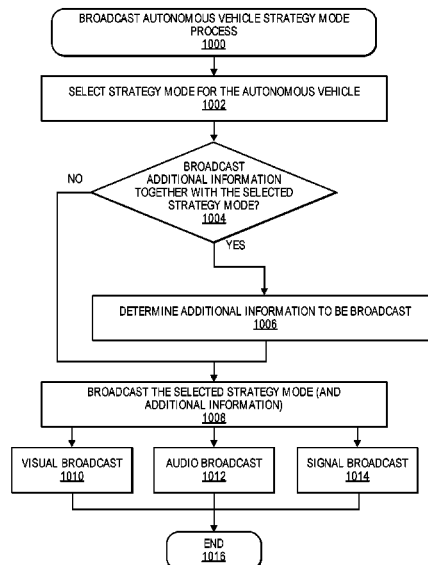 BROADCAST AUTONOMOUS VEHICLE STRATEGY MODE
PROCESS
1000
SELECT STRATEGY MODE FOR THE AUTONOMOUS VEHICLE
1002
BROADCAST
ADDITIONAL INFORMATION
TOGETHER WITH THE SELECTED
STRATEGY MODE?
1004
NO
YES
DETERMINE ADDITIONAL INFORMATION TO BE BROADCAST
1006
BROADCAST THE SELECTED STRATEGY MODE (AND
ADDITIONAL INFORMATION)
1008
VISUAL BROADCAST
1010
AUDIO BROADCAST
1012
SIGNAL BROADCAST
1014
END
1016